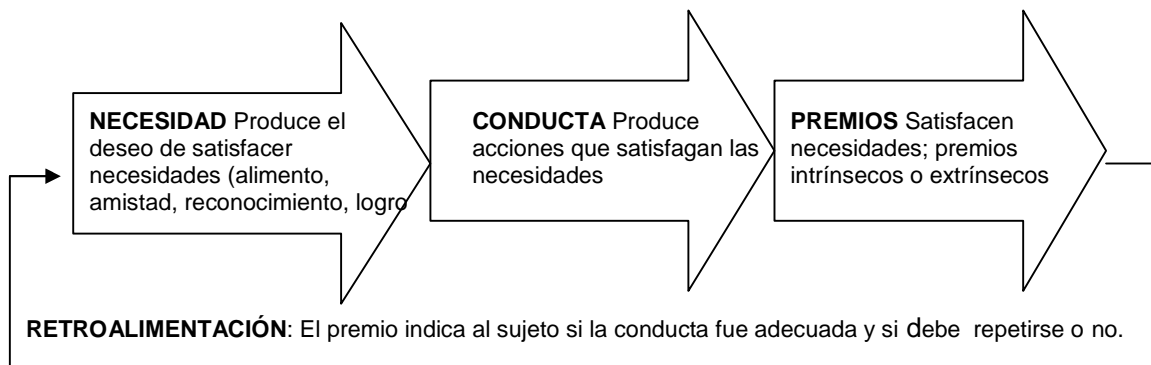 NECESIDAD Produce el
deseo de satisfacer
necesidades (alimento,
amistad, reconocimiento, logro
CONDUCTA Produce
acciones que satisfagan las
necesidades
PREMIOS Satisfacen
necesidades; premios
intrínsecos o extrínsecos
RETROALIMENTACIÓN: El premio indica al sujeto si la conducta fue adecuada y si debe repetirse o no.